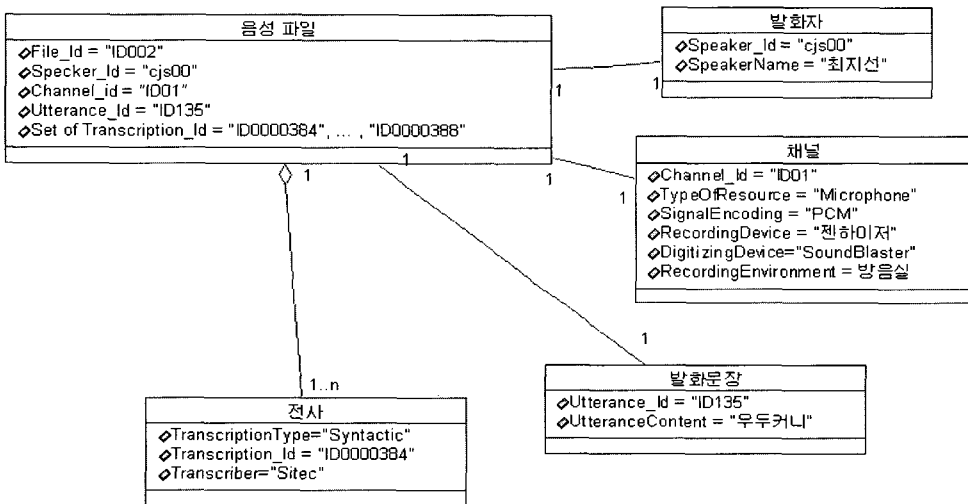 음성 파일
File_Id = "ID002"
Specker_Id = "cjs00"
Channel_id = "ID01"
Utterance_Id = "ID135"
Set of Transcription_Id = "ID0000384", ... , "ID0000388"
발화자
Speaker_Id = "cjs00"
SpeakerName = "최지선"
1
1
채널
Channel_Id = "ID01"
TypeOfResource = "Microphone"
SignalEncoding = "PCM"
RecordingDevice = "젠하이저"
DigitizingDevice="SoundBlaster"
RecordingEnvironment = 방음실
1
1
1
1
1
1..n
전사
TranscriptionType="Syntactic"
Transcription_Id = "ID0000384"
Transcriber="Sitec"
발화문장
Utterance_Id = "ID135"
UtteranceContent = "우두커니"